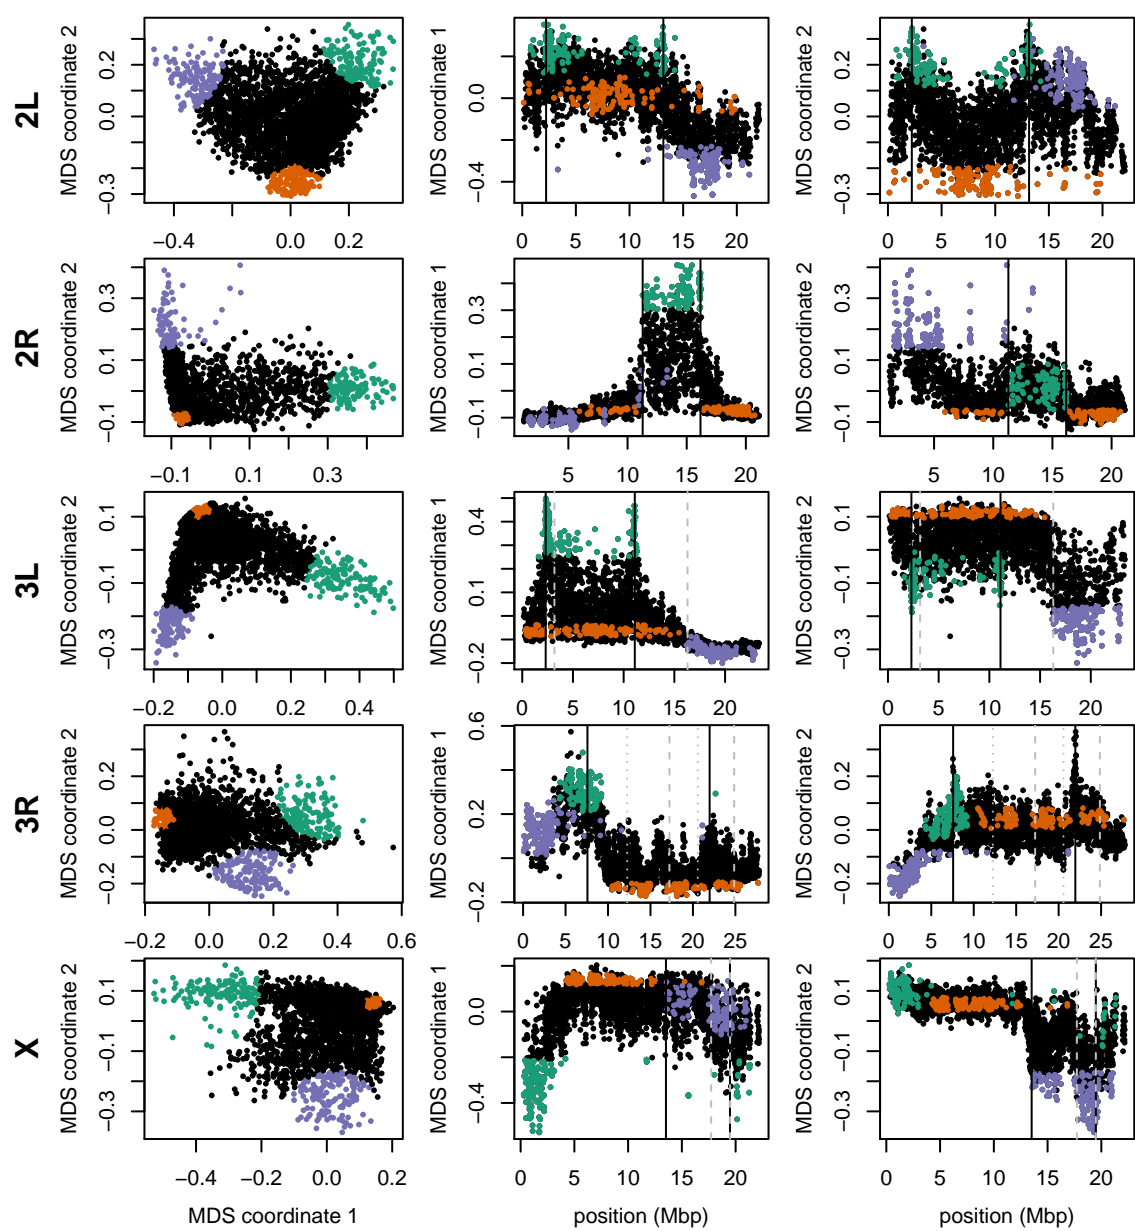 2L
MDS coordinate 2
−0.3 0.0 0.2
−0.4 0.0 0.2
MDS coordinate 1
−0.4 0.0
0 5 10 15 20
MDS coordinate 2
−0.3 0.0 0.2
0 5 10 15 20
2R
MDS coordinate 2
−0.1 0.1 0.3
−0.1 0.1 0.3
MDS coordinate 1
−0.1 0.1 0.3
5 10 15 20
MDS coordinate 2
−0.1 0.1 0.3
5 10 15 20
3L
MDS coordinate 2
−0.3 −0.1 0.1
−0.2 0.0 0.2 0.4
MDS coordinate 1
−0.2 0.1 0.4
0 5 10 15 20
MDS coordinate 2
−0.3 −0.1 0.1
0 5 10 15 20
3R
MDS coordinate 2
−0.2 0.0 0.2
−0.2 0.0 0.2 0.4 0.6
MDS coordinate 1
−0.2 0.2 0.6
0 5 10 15 20 25
MDS coordinate 2
−0.2 0.0 0.2
0 5 10 15 20 25
X
MDS coordinate 2
−0.3 −0.1 0.1
−0.4 −0.2 0.0 0.2
MDS coordinate 1
−0.4 0.0
0 5 10 15 20
MDS coordinate 2
−0.3 −0.1 0.1
0 5 10 15 20
MDS coordinate 1
position (Mbp)
position (Mbp)